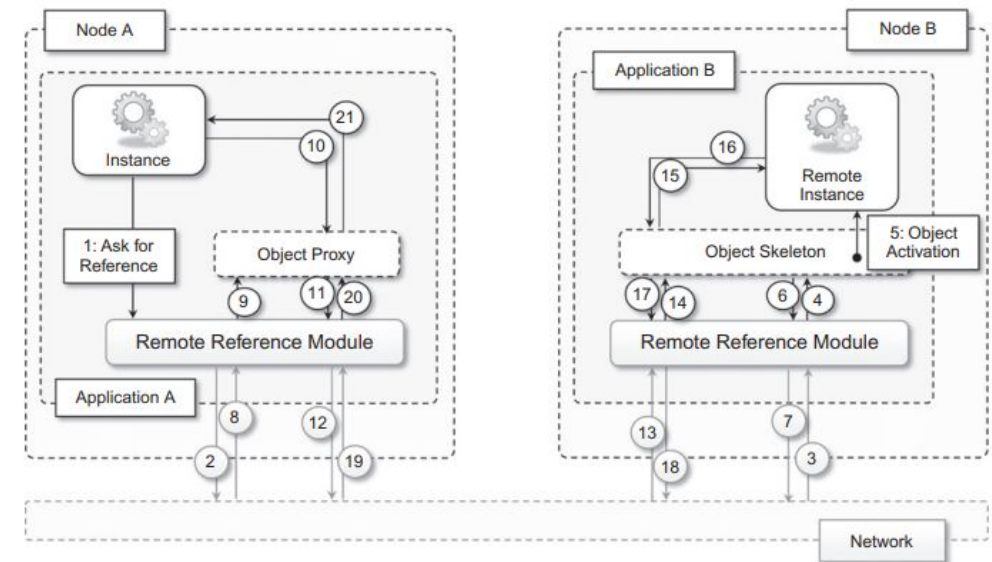 Node A
Node B
Application B
21
10
Instance
16
15
Remote
Instance
1: Ask for
Reference
Object Proxy
5: Object
Activation
Object Skeleton
9
11
20
17
14
6
4
Remote Reference Module
Remote Reference Module
Application A
8
12
13
7
2
19
18
3
Network